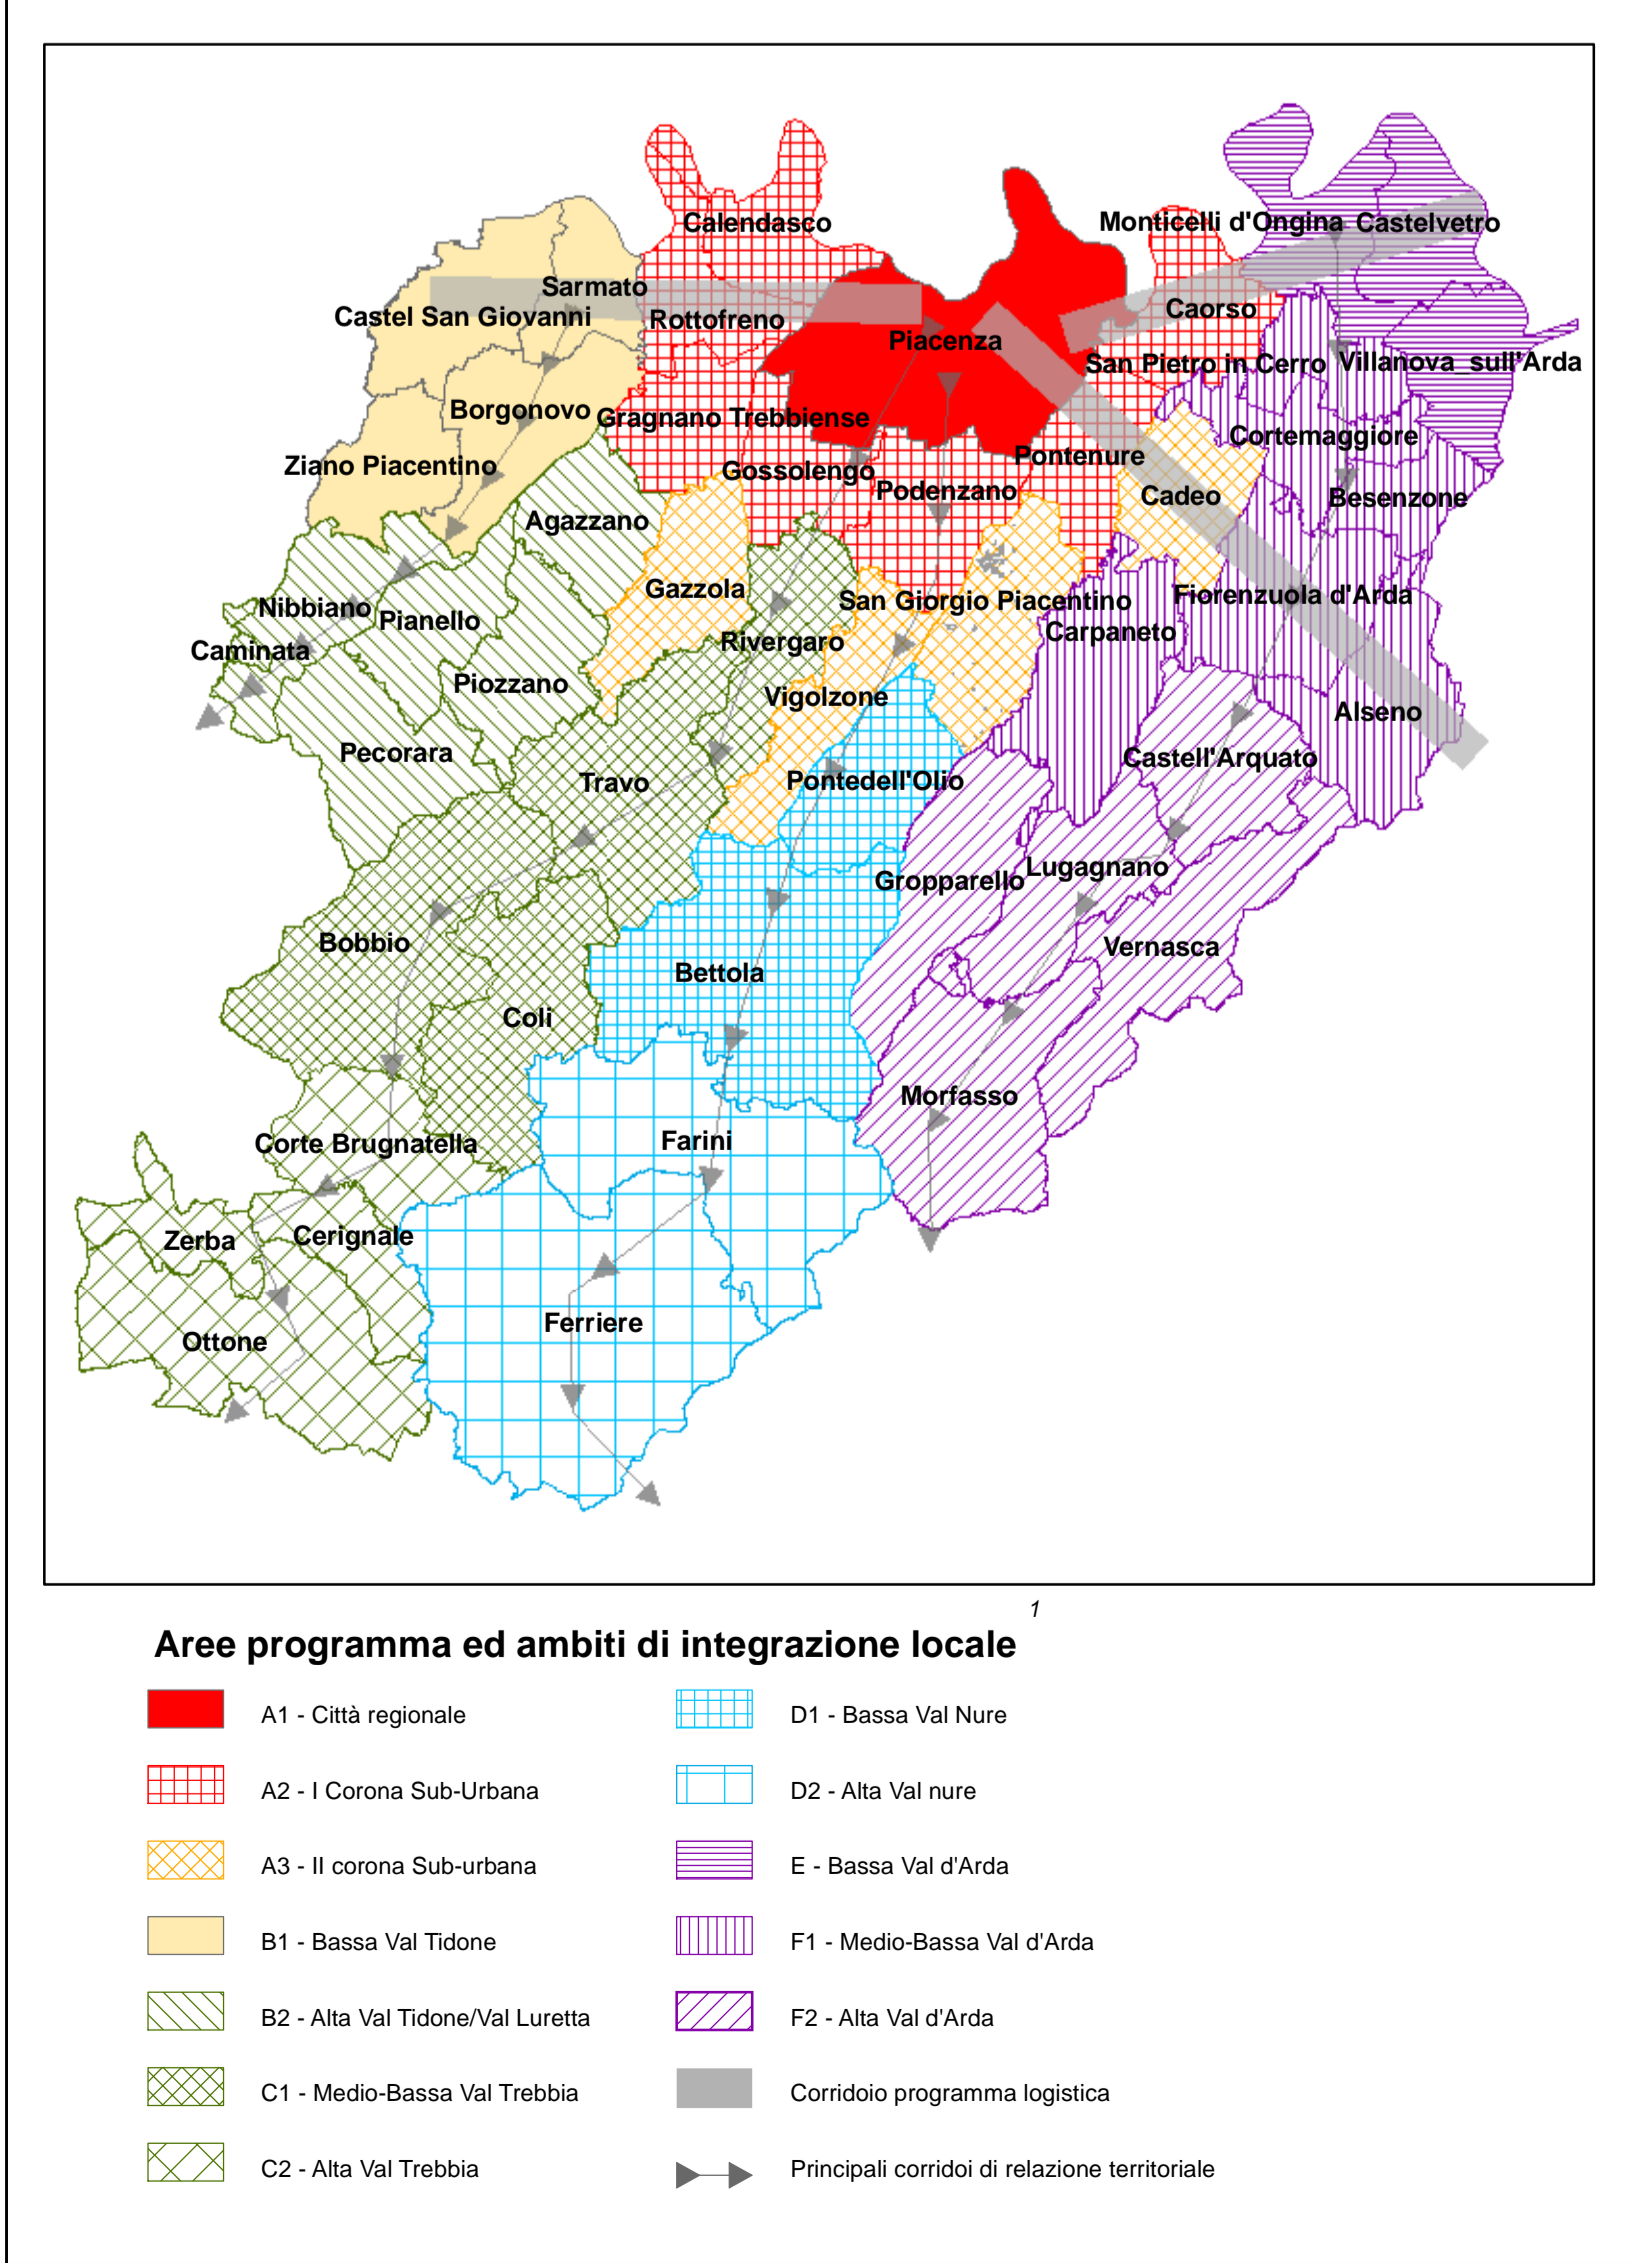 Calendasco
Monticelli d'Ongina
Castelvetro
Sarmato
Castel San Giovanni
Rottofreno
Caorso
Piacenza
San Pietro in Cerro
Villanova sull'Arda
Borgonovo
Gragnano Trebbiense
Cortemaggiore
Ziano Piacentino
Gossolengo
Pontenure
Podenzano
Cadeo
Besenzone
Agazzano
Gazzola
San Giorgio Piacentino
Fiorenzuola d'Arda
Nibbiano
Pianello
Carpaneto
Caminata
Rivergaro
Piozzano
Vigolzone
Alseno
Pecorara
Castell'Arquato
Travo
Pontedell'Olio
Gropparello
Lugagnano
Bobbio
Vernasca
Bettola
Coli
Morfasso
Corte Brugnatella
Farini
Zerba
Cerignale
Ferriere
Ottone
1
Aree programma ed ambiti di integrazione locale
A1 - Città regionale
A2 - I Corona Sub-Urbana
A3 - II corona Sub-urbana
B1 - Bassa Val Tidone
B2 - Alta Val Tidone/Val Luretta
C1 - Medio-Bassa Val Trebbia
C2 - Alta Val Trebbia
D1 - Bassa Val Nure
D2 - Alta Val nure
E - Bassa Val d'Arda
F1 - Medio-Bassa Val d'Arda
F2 - Alta Val d'Arda
Corridoio programma logistica
Principali corridoi di relazione territoriale